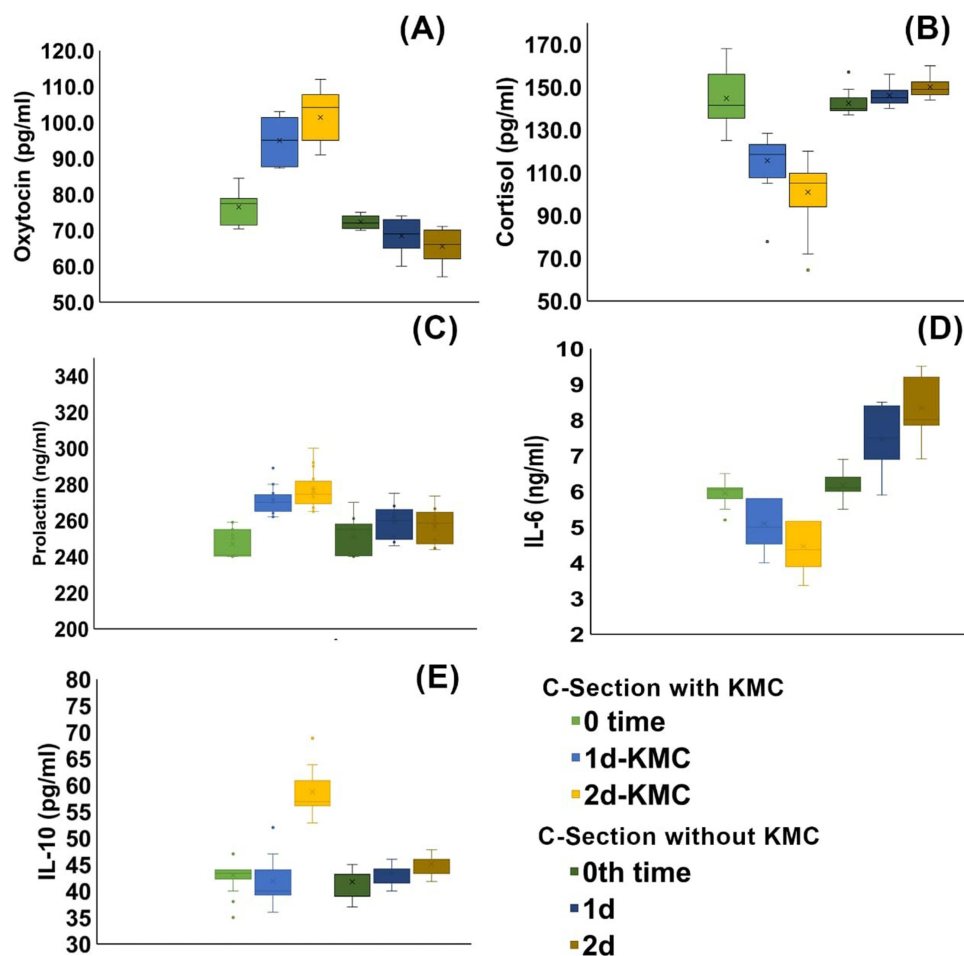 (A)
Oxytocin (pg/ml)
120.0
110.0
100.0
90.0
80.0
70.0
60.0
50.0
(B)
Cortisol (pg/ml)
170.0
150.0
130.0
110.0
90.0
70.0
50.0
(C)
Prolactin (ng/ml)
340
320
300
280
260
240
220
200
(D)
IL-6 (ng/ml)
10
9
8
7
6
5
4
3
2
(E)
IL-10 (pg/ml)
80
75
70
65
60
55
50
45
40
35
30
C-Section with KMC
0 time
1d-KMC
2d-KMC
C-Section without KMC
0th time
1d
2d